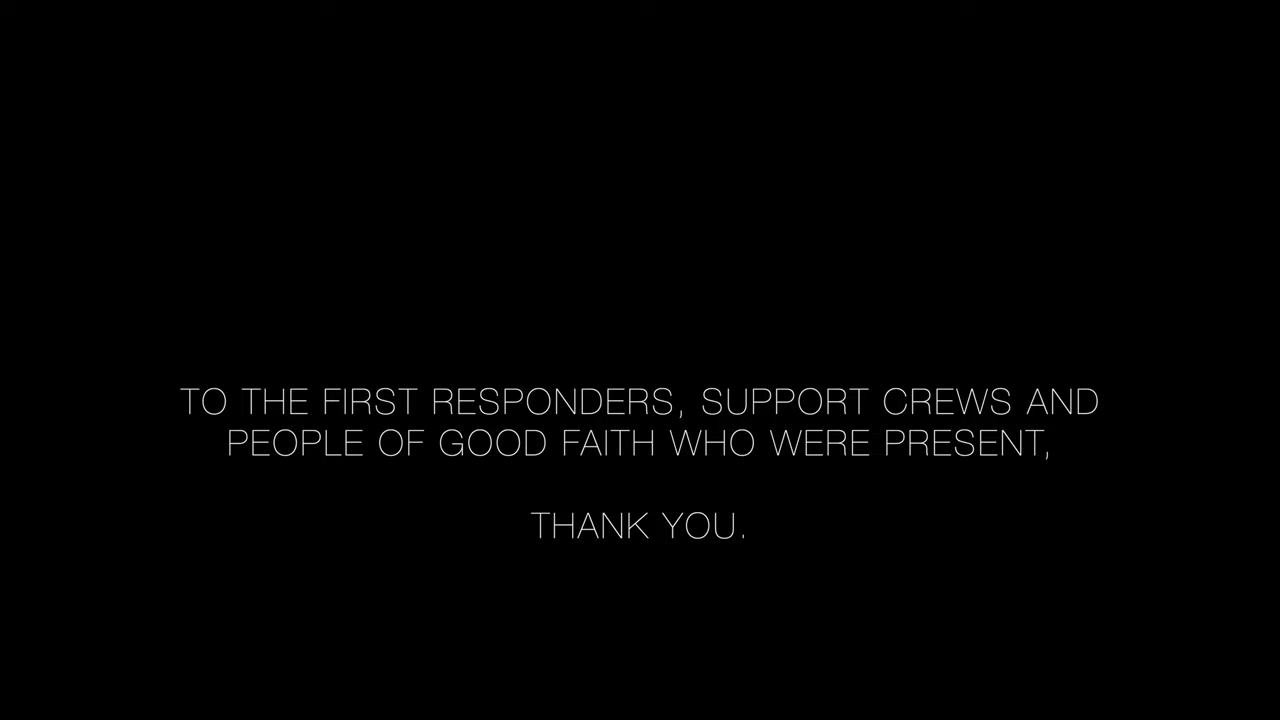 TO THE FIRST RESPONDERS, SUPPORT CREWS AND
PEOPLE OF GOOD FAITH WHO WERE PRESENT,
THANK YOU.